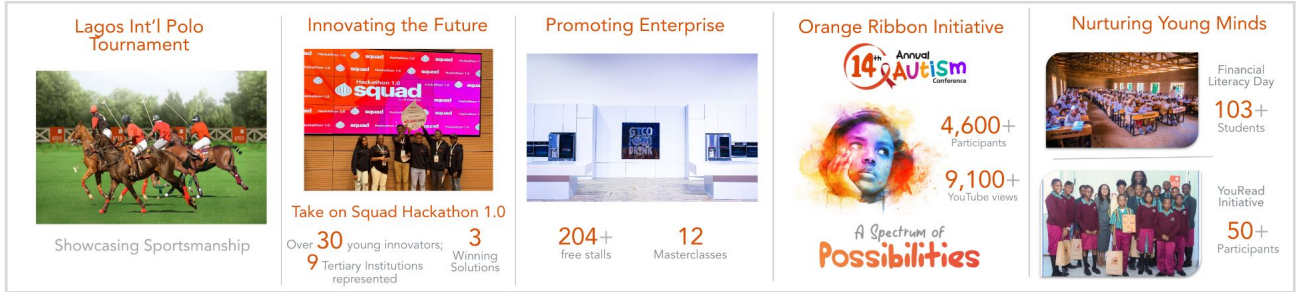 Lagos Int'l Polo
Tournament
Showcasing Sportsmanship
Innovating the Future
Hackathon 1.0
squad
Take on Squad Hackathon 1.0
Over 30 young innovators;
9 Tertiary Institutions
represented
3
Winning
Solutions
Promoting Enterprise
GTCO
FOOD
DRINK
204+
free stalls
12
Masterclasses
Orange Ribbon Initiative
14th Annual
AUTISM
Conference
4,600+
Participants
9,100+
YouTube views
A Spectrum of
Possibilities
Nurturing Young Minds
Financial
Literacy Day
103+
Students
YouRead
Initiative
50+
Participants